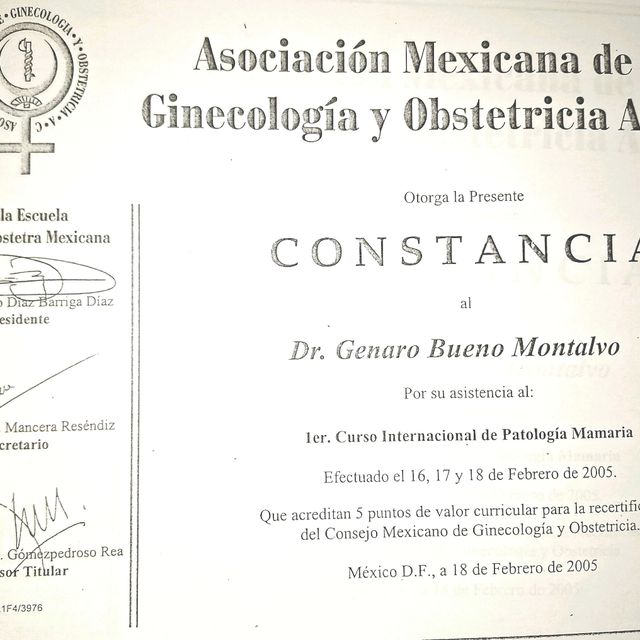 GINECOLOGIA • Y • OBSTETRICIA • A • C •
Asociación Mexicana de
Ginecología y Obstetricia A
Otorga la Presente
CONSTANCIA
al
Dr. Genaro Bueno Montalvo
Por su asistencia al:
1er. Curso Internacional de Patología Mamaria
Efectuado el 16, 17 y 18 de Febrero de 2005.
Que acreditan 5 puntos de valor curricular para la recertific
del Consejo Mexicano de Ginecología y Obstetricia.
México D.F., a 18 de Febrero de 2005
la Escuela
bstetra Mexicana
o Díaz Barriga Díaz
esidente
. Mancera Reséndiz
cretario
. Gómezpedroso Rea
sor Titular
1F4/3976